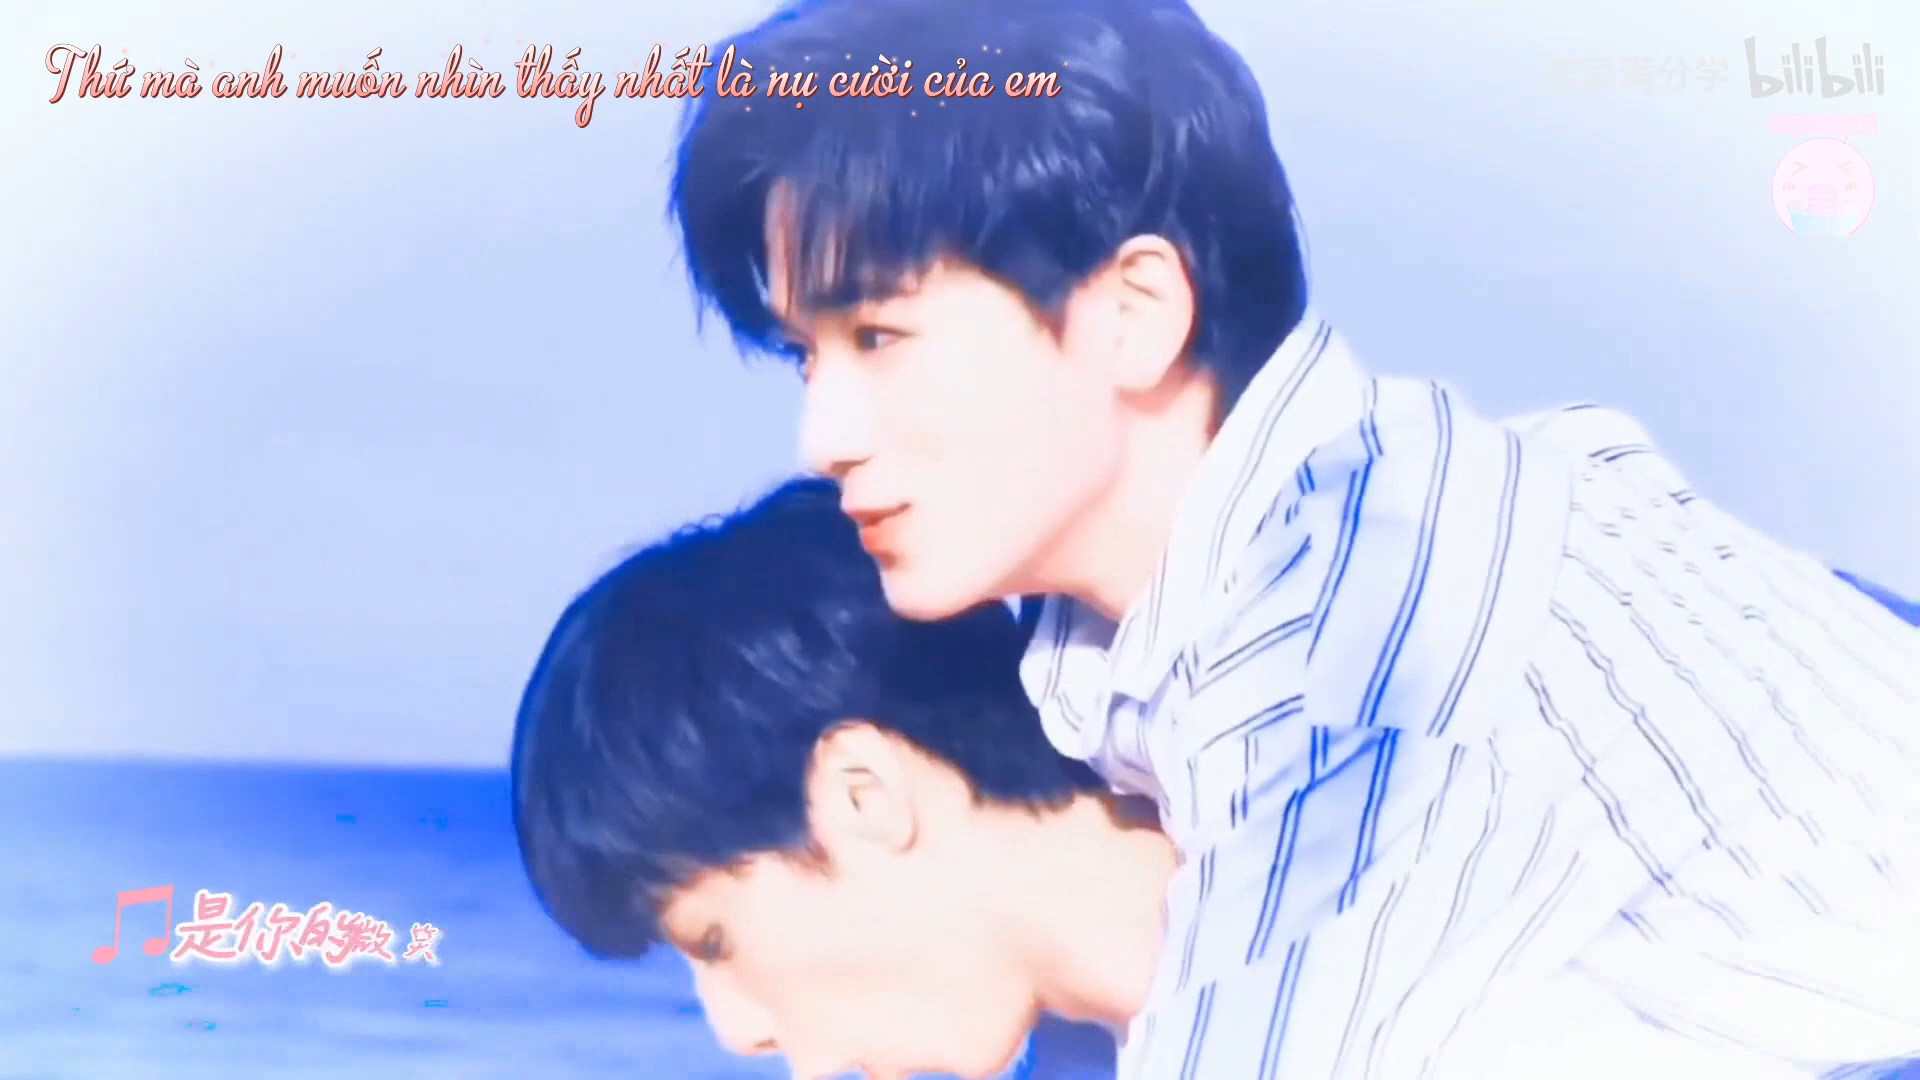 Thứ mà anh muốn nhìn thấy nhất là nụ cười của em
bilibili
是你的微笑